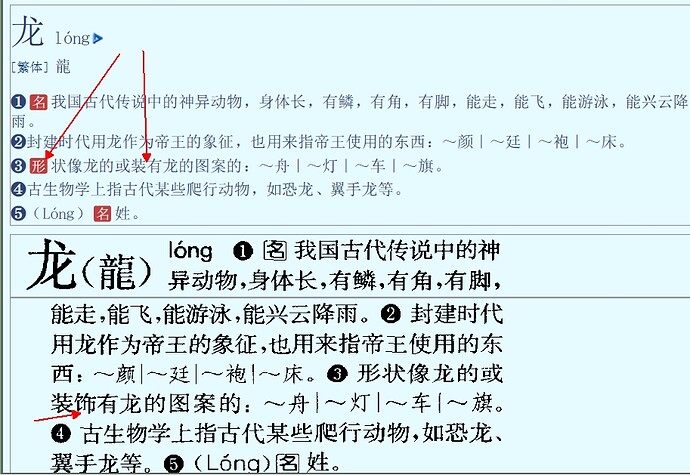 龙 lóng
[繁体] 龍
❶ 名 我国古代传说中的神异动物，身体长，有鳞，有角，有脚，能走，能飞，能游泳，能兴云降
雨。
❷封建时代用龙作为帝王的象征，也用来指帝王使用的东西：～颜｜～廷｜～袍｜～床。
❸ 形 状像龙的或装有龙的图案的：～舟｜～灯｜～车｜～旗。
❹古生物学上指古代某些爬行动物，如恐龙、翼手龙等。
❺（Lóng）名 姓。
龙(龍) lóng ❶ 名 我国古代传说中的神
异动物，身体长，有鳞，有角，有脚，
能走，能飞，能游泳，能兴云降雨。❷ 封建时代
用龙作为帝王的象征，也用来指帝王使用的东
西：～颜｜～廷｜～袍｜～床。❸ 形状像龙的或
装饰有龙的图案的：～舟｜～灯｜～车｜～旗。
❹ 古生物学上指古代某些爬行动物，如恐龙、
翼手龙等。❺（Lóng）名 姓。